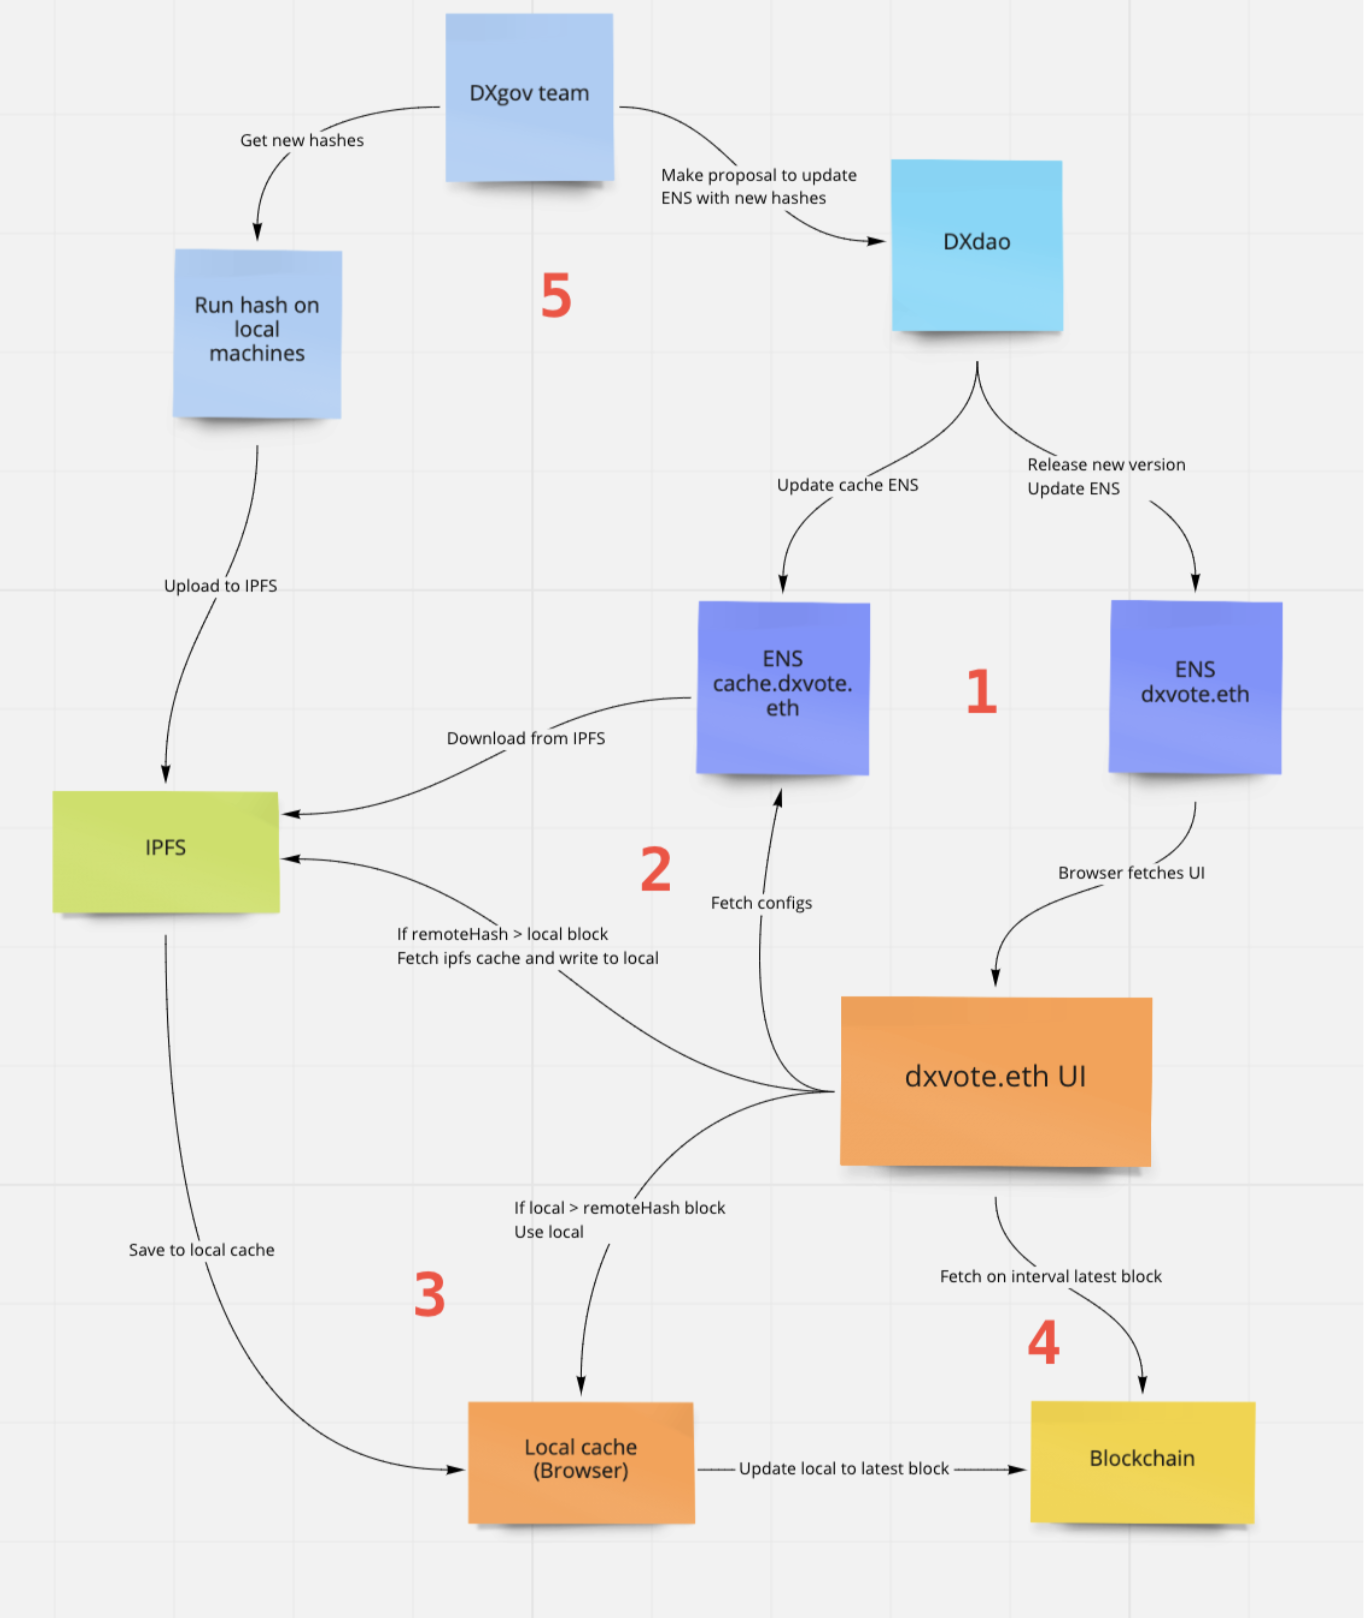 DXgov team
Get new hashes
Make proposal to update
ENS with new hashes
DXdao
Run hash on
local
machines
5
Update cache ENS
Release new version
Update ENS
Upload to IPFS
ENS
cache.dxvote.
eth
1
ENS
dxvote.eth
Download from IPFS
IPFS
2
Fetch configs
Browser fetches UI
If remoteHash > local block
Fetch ipfs cache and write to local
dxvote.eth UI
If local > remoteHash block
Use local
Save to local cache
3
Fetch on interval latest block
4
Local cache
(Browser)
Update local to latest block
Blockchain